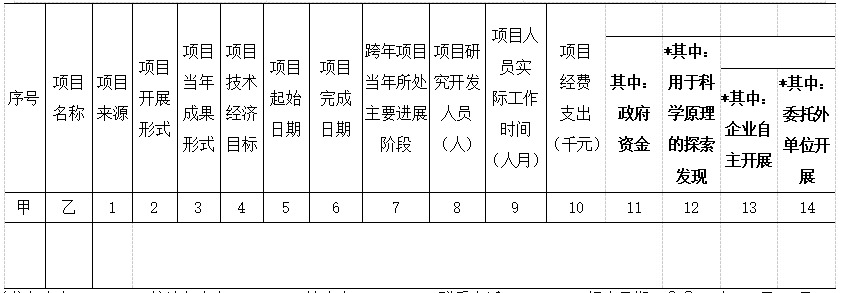 序号
项目
名称
项目
来源
项目
开展
形式
项目
当年
成果
形式
项目
技术
经济
目标
项目
起始
日期
项目
完成
日期
跨年项目
当年所处
主要进展
阶段
项目研
究开发
人员
（人）
项目人
员实
际工作
时间
（人月）
项目
经费
支出
（千元）
其中：
政府
资金
*其中：
用于科
学原理
的探索
发现
*其中：
企业自
主开展
*其中：
委托外
单位开
展
甲 乙 1 2 3 4 5 6 7 8 9 10 11 12 13 14